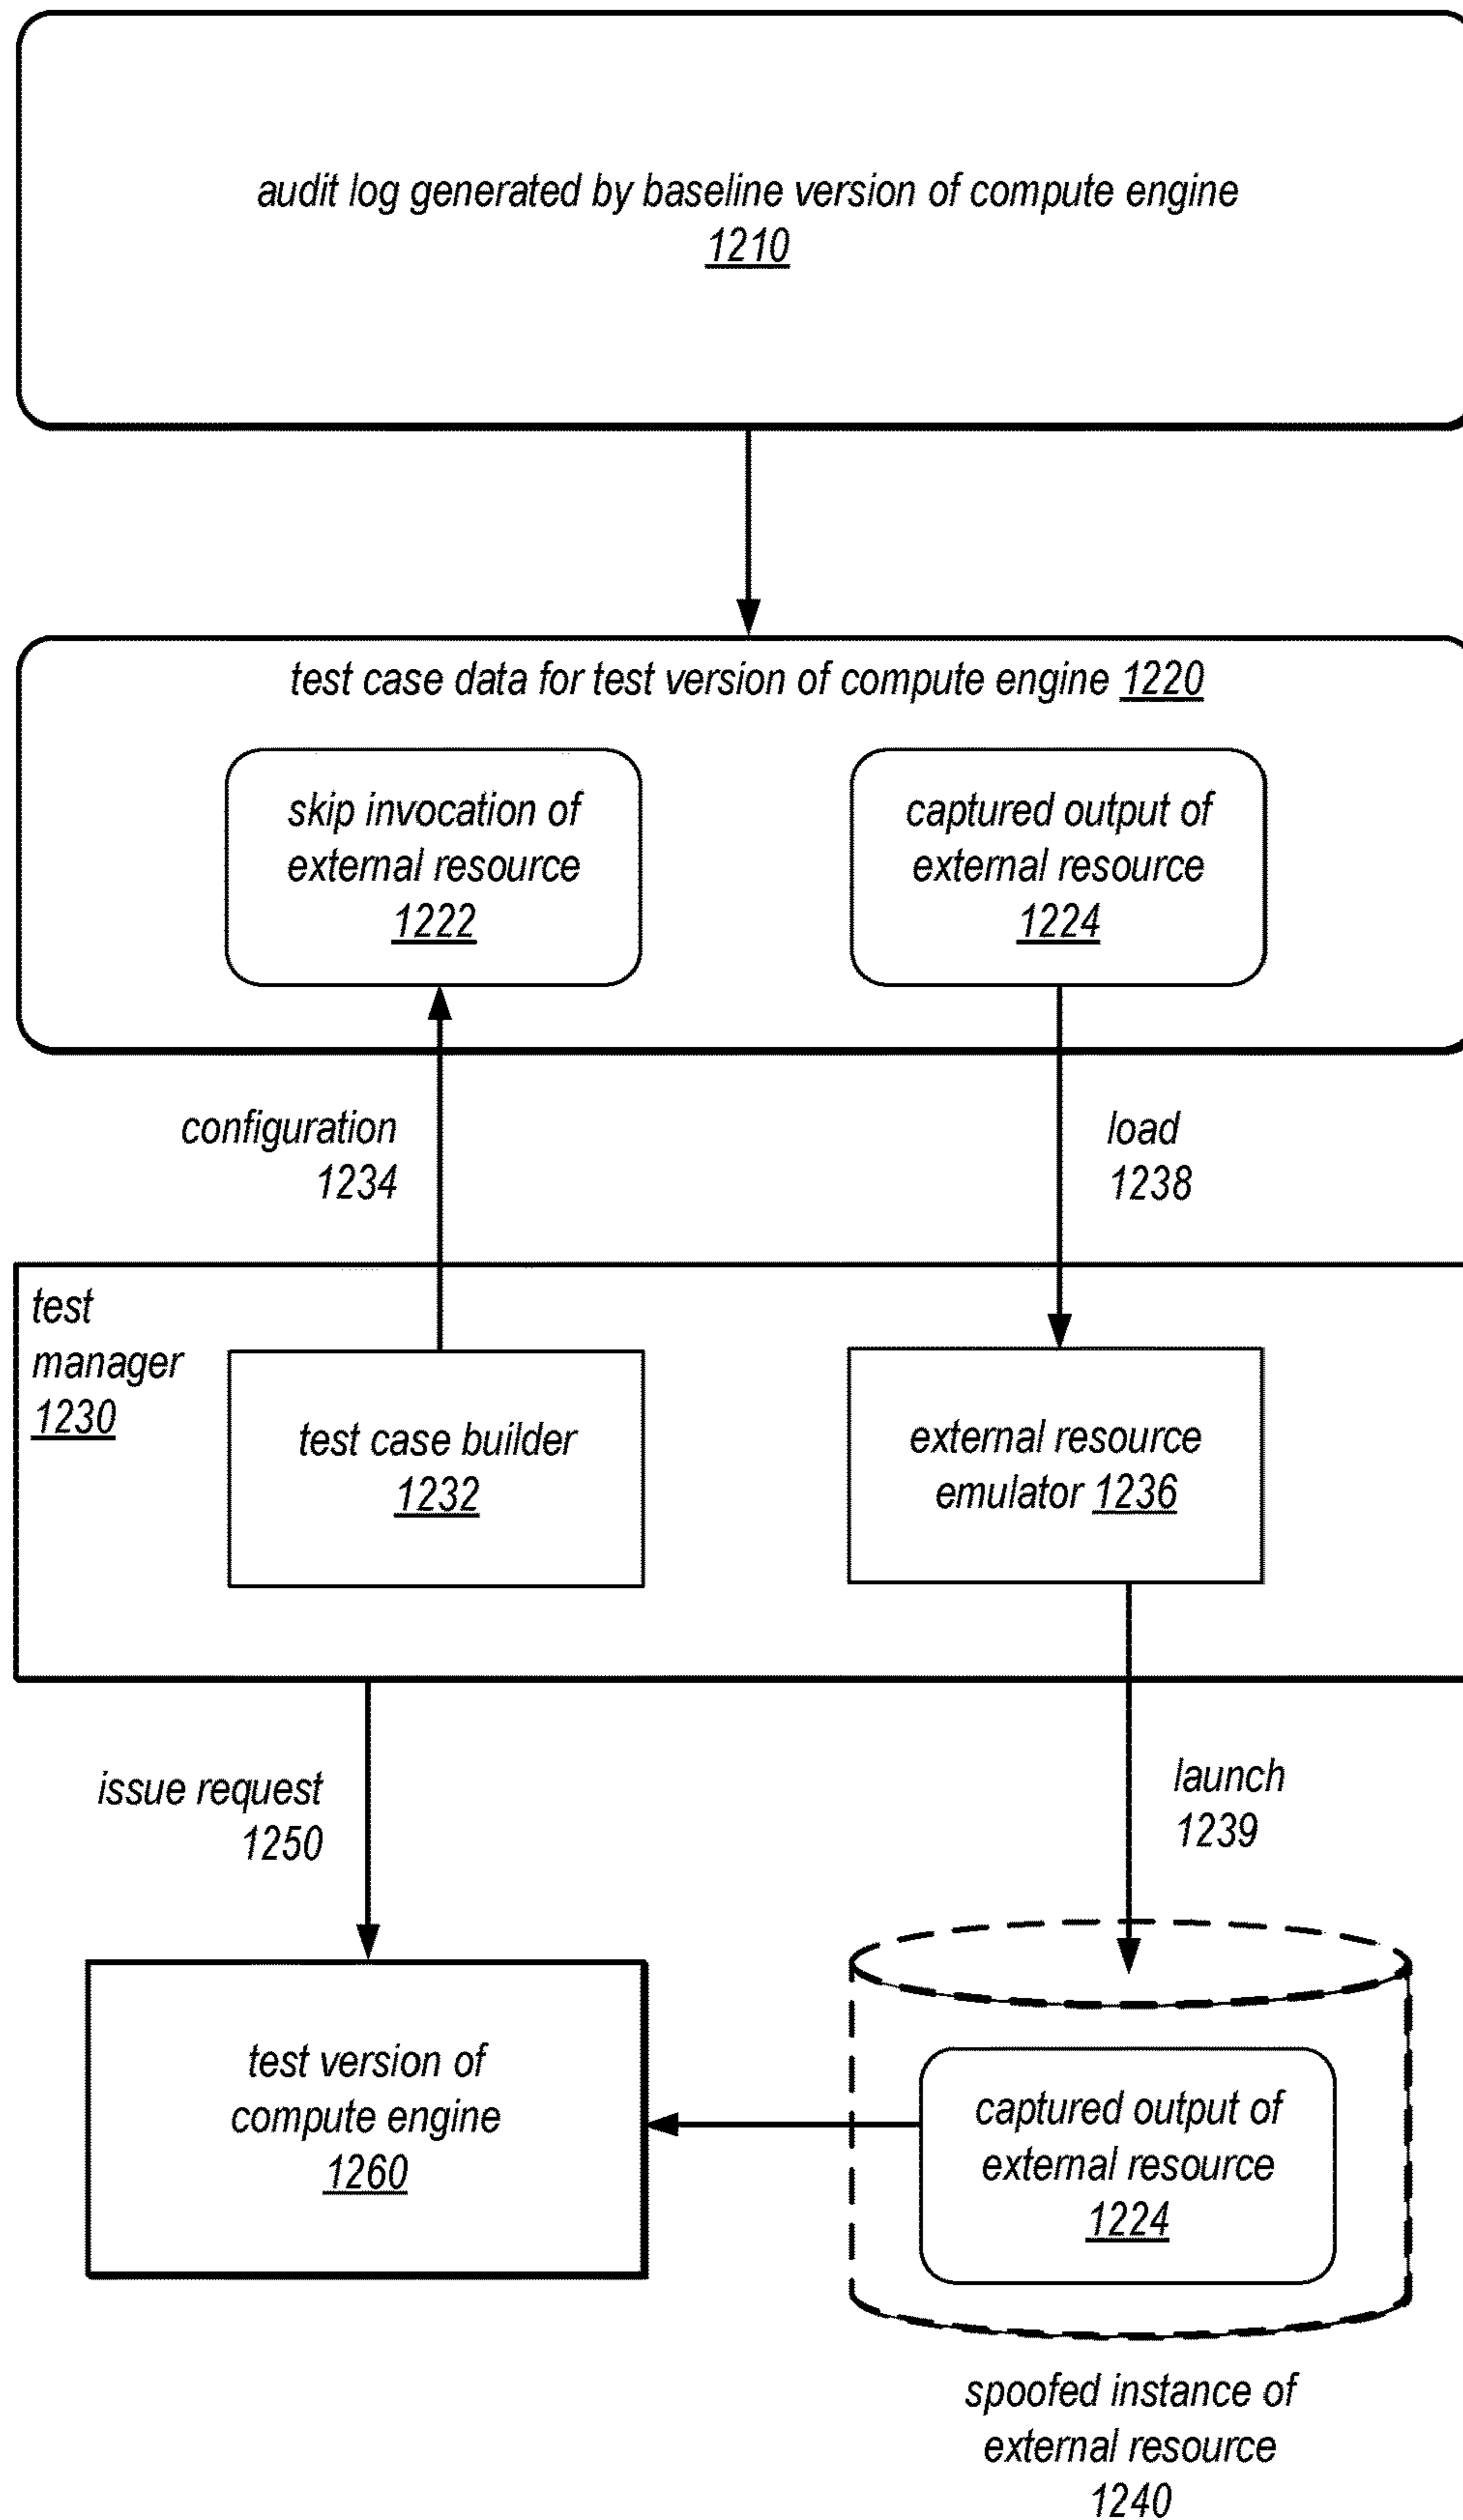 audit log generated by baseline version of compute engine
1210
test case data for test version of compute engine 1220
skip invocation of
external resource
1222
captured output of
external resource
1224
configuration
1234
load
1238
test
manager
1230
test case builder
1232
external resource
emulator 1236
issue request
1250
launch
1239
test version of
compute engine
1260
captured output of
external resource
1224
spoofed instance of
external resource
1240